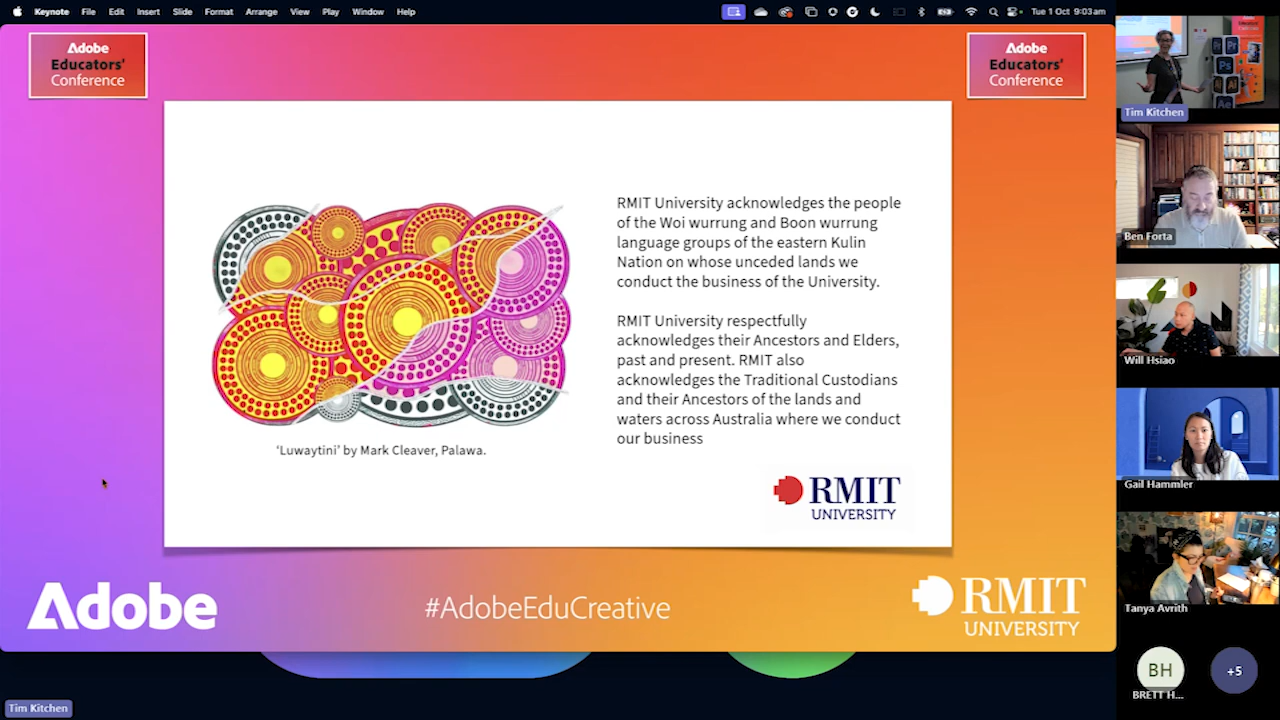 Keynote File Edit Insert Slide Format Arrange View Play Window Help
Tue 1 Oct 9:03 am
Adobe
Educators'
Conference
Adobe
Educators'
Conference
RMIT University acknowledges the people
of the Woi wurrung and Boon wurrung
language groups of the eastern Kulin
Nation on whose unceded lands we
conduct the business of the University.
RMIT University respectfully
acknowledges their Ancestors and Elders,
past and present. RMIT also
acknowledges the Traditional Custodians
and their Ancestors of the lands and
waters across Australia where we conduct
our business
'Luwaytini' by Mark Cleaver, Palawa.
RMIT
UNIVERSITY
Adobe
#AdobeEduCreative
RMIT
UNIVERSITY
Tim Kitchen
Pr
Ps
Ae
Tim Kitchen
Ben Forta
Will Hsiao
Gail Hammler
Tanya Avrith
BH
BRETT H...
+5